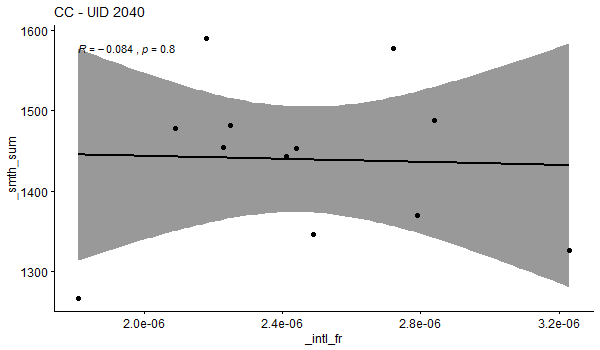 CC - UID 2040
R = −0.084 , p = 0.8
1600
1500
1400
1300
_smth_sum
2.0e-06 2.4e-06 2.8e-06 3.2e-06
_intl_fr